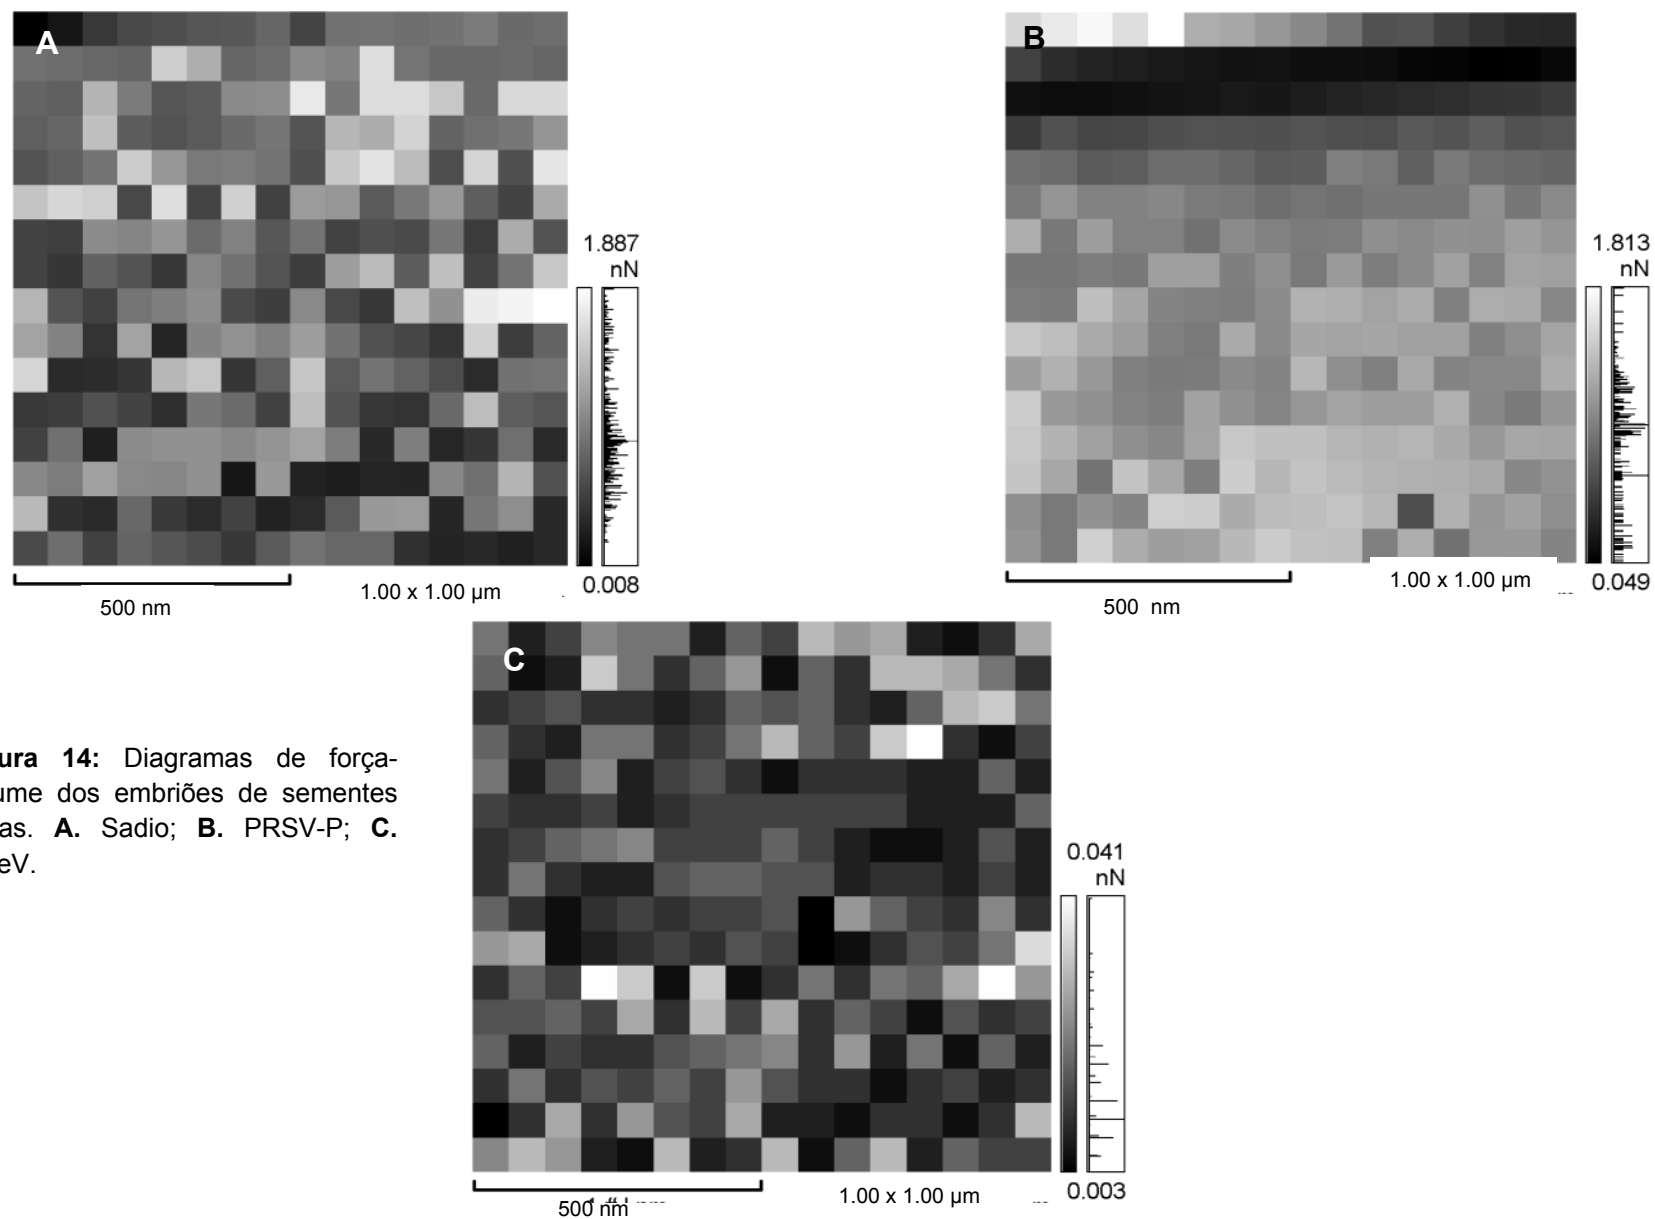 A
B
1.887
nN
0.008
500 nm
1.00 x 1.00 µm
1.813
nN
0.049
500 nm
1.00 x 1.00 µm
C
ura 14: Diagramas de força-
ume dos embriões de sementes
as. A. Sadio; B. PRSV-P; C.
eV.
0.041
nN
0.003
500 nm
1.00 x 1.00 µm